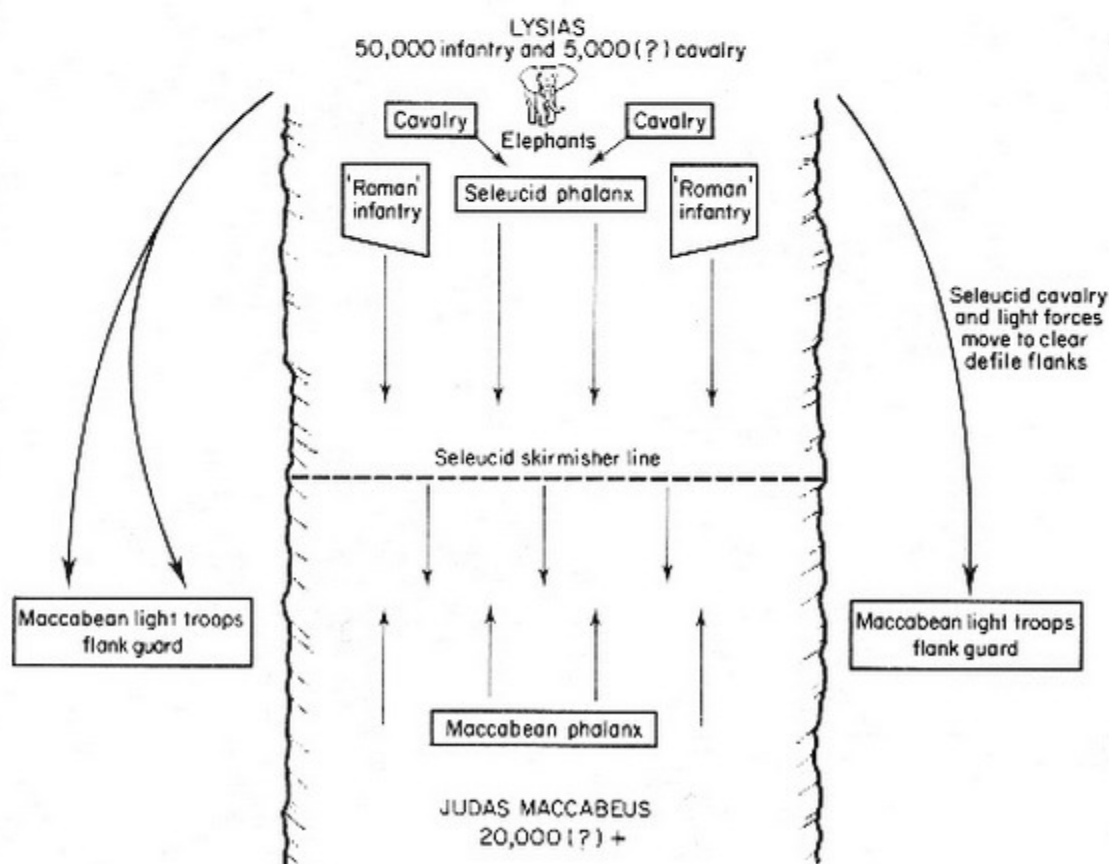 LYSIAS
50,000 infantry and 5,000(?) cavalry
Cavalry
Cavalry
Elephants
'Roman'
infantry
Seleucid phalanx
'Roman'
infantry
Seleucid cavalry
and light forces
move to clear
defile flanks
Seleucid skirmisher line
Maccabean light troops
flank guard
Maccabean light troops
flank guard
Maccabean phalanx
JUDAS MACCABEUS
20,000(?) +